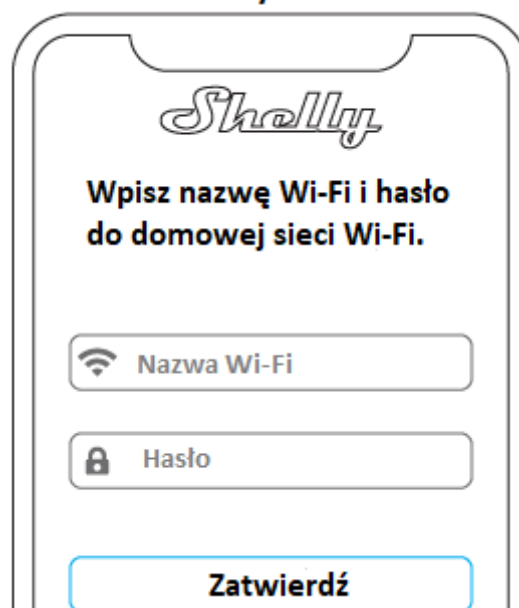 Shelly
Wpisz nazwę Wi-Fi i hasło
do domowej sieci Wi-Fi.
Nazwa Wi-Fi
Hasło
Zatwierdź